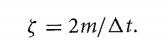 ζ = 2m/Δt.